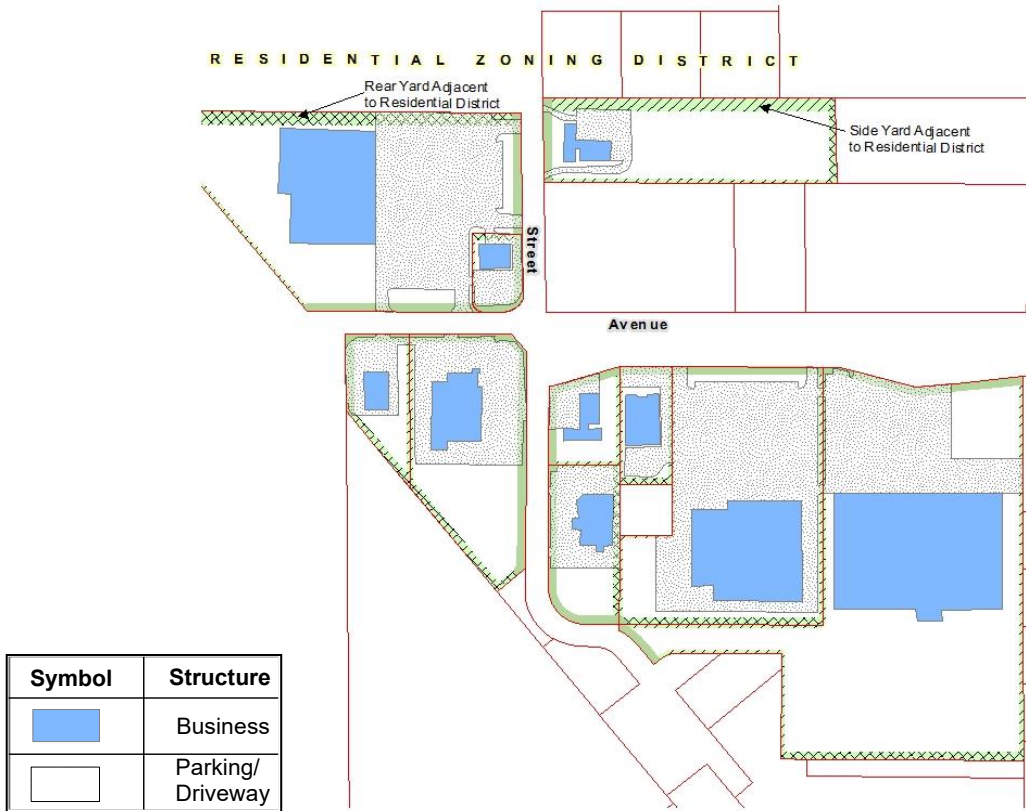 RESIDENTIAL ZONING DISTRICT
Rear Yard Adjacent
to Residential District
Side Yard Adjacent
to Residential District
Street
Avenue
Symbol Structure
Business
Parking/
Driveway